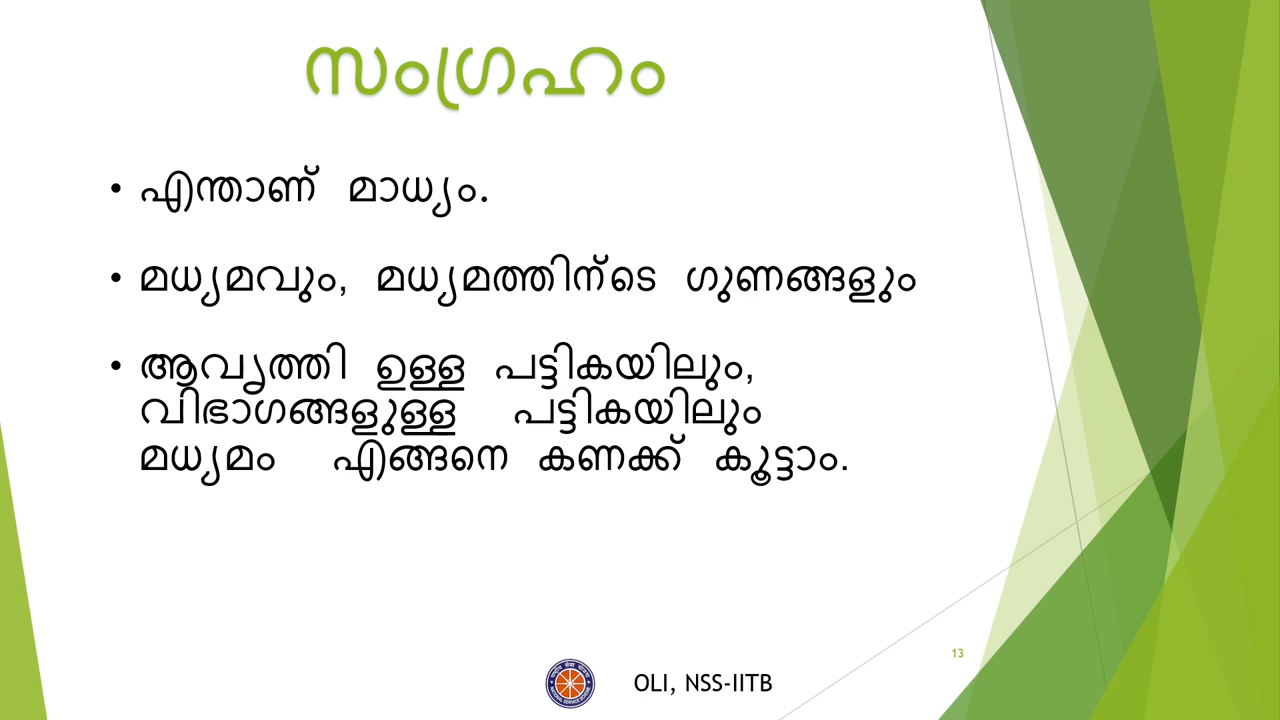 സംഗ്രഹം
• എന്താണ് മാധ്യം.
• മധ്യമവും, മധ്യമത്തിന്ടെ ഗുണങ്ങളും
• ആവൃത്തി ഉള്ള പട്ടികയിലും,
വിഭാഗങ്ങളുള്ള പട്ടികയിലും
മധ്യമം എങ്ങനെ കണക്ക് കൂട്ടാം.
13
OLI, NSS-IITB